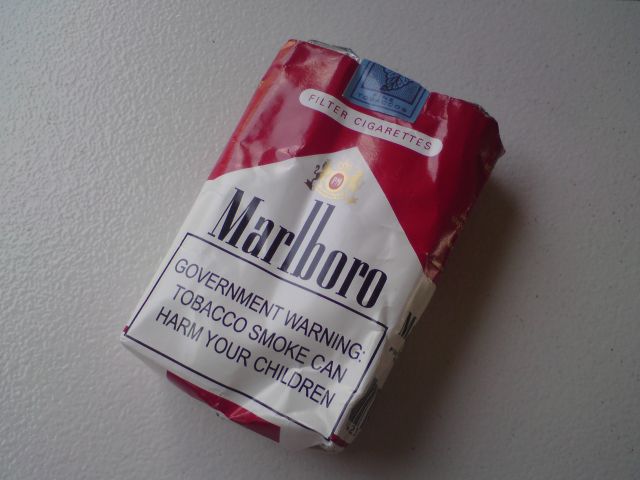 FILTER CIGARETTES
Marlboro
GOVERNMENT WARNING:
TOBACCO SMOKE CAN
HARM YOUR CHILDREN